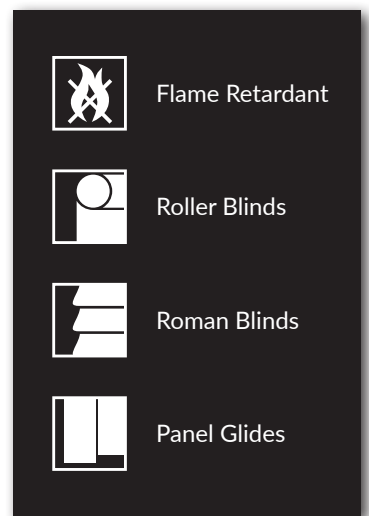 Flame Retardant
Roller Blinds
Roman Blinds
Panel Glides